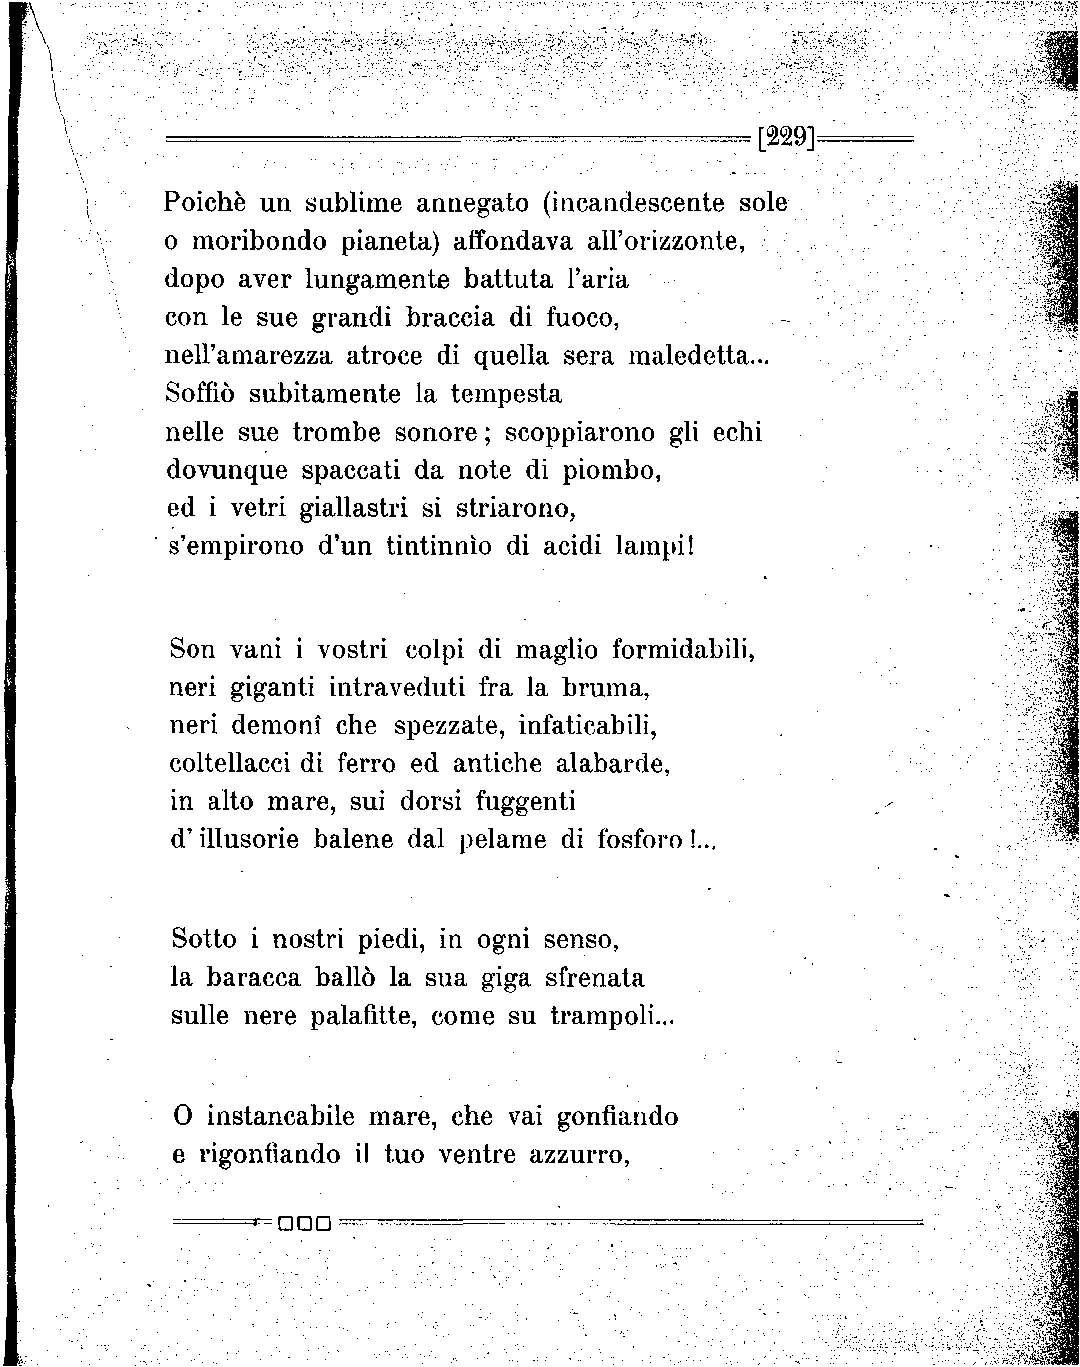 [229]
Poichè un sublime annegato (incandescente sole
o moribondo pianeta) affondava all'orizzonte,
dopo aver lungamente battuta l'aria
con le sue grandi braccia di fuoco,
nell'amarezza atroce di quella sera maledetta...
Soffiò subitamente la tempesta
nelle sue trombe sonore; scoppiarono gli echi
dovunque spaccati da note di piombo,
ed i vetri giallastri si striarono,
s'empirono d'un tintinnìo di acidi lampi!
Son vani i vostri colpi di maglio formidabili,
neri giganti intraveduti fra la bruma,
neri demonî che spezzate, infaticabili,
coltellacci di ferro ed antiche alabarde,
in alto mare, sui dorsi fuggenti
d'illusorie balene dal pelame di fosforo!...
Sotto i nostri piedi, in ogni senso,
la baracca ballò la sua giga sfrenata
sulle nere palafitte, come su trampoli...
O instancabile mare, che vai gonfiando
e rigonfiando il tuo ventre azzurro,